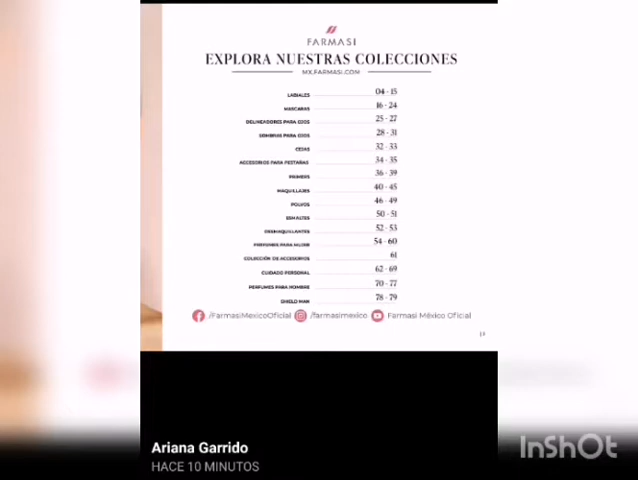 FARMASI
EXPLORA NUESTRAS COLECCIONES
MX.FARMASI.COM
LABIALES 04 - 15
MASCARAS 16 - 24
DELINEADORES PARA OJOS 25 - 27
SOMBRAS PARA OJOS 28 - 31
CEJAS 32 - 33
ACCESORIOS PARA PESTAÑAS 34 - 35
PRIMERS 36 - 39
MAQUILLAJES 40 - 45
POLVOS 46 - 49
ESMALTES 50 - 51
DESMAQUILLANTES 52 - 53
PERFUMES PARA MUJER 54 - 60
COLECCIÓN DE ACCESORIOS 61
CUIDADO PERSONAL 62 - 69
PERFUMES PARA HOMBRE 70 - 77
SHIELD MAN 78 - 79
/FarmasiMexicoOficial /farmasimexico Farmasi México Oficial
Ariana Garrido
HACE 10 MINUTOS
InShOt